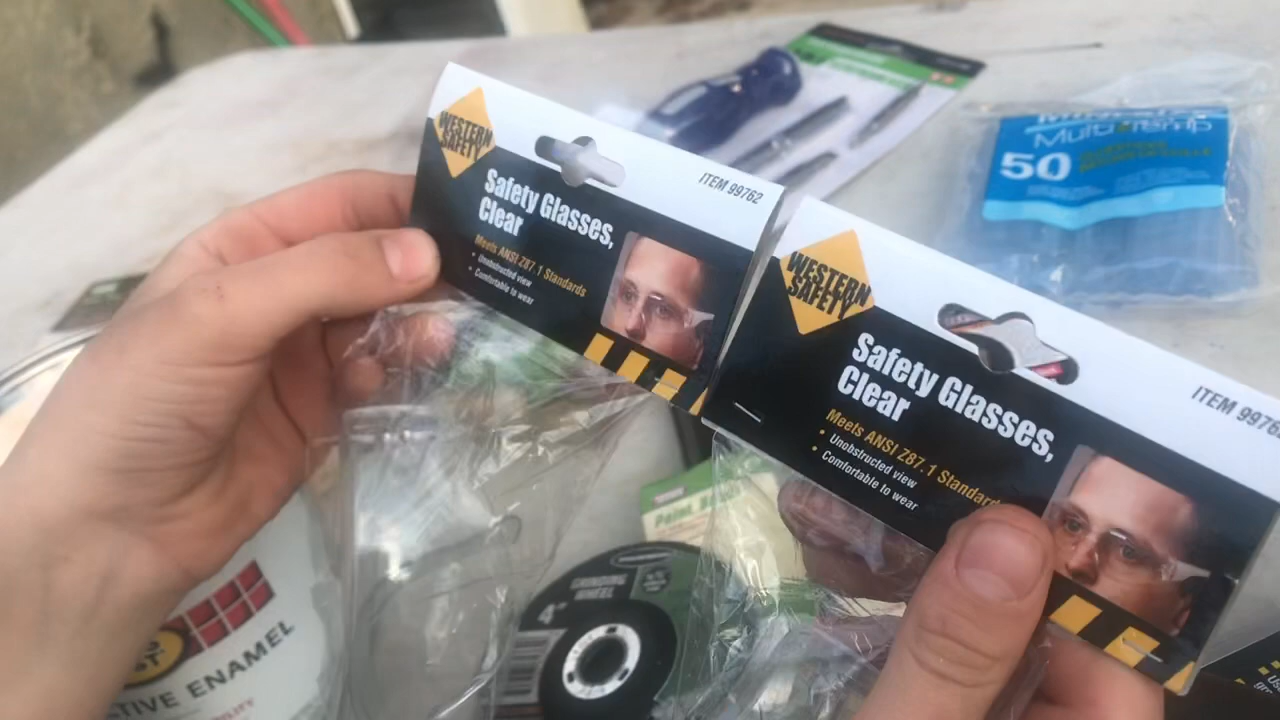 WESTERN
SAFETY
ITEM 99762
Safety Glasses,
Clear
Meets ANSI Z87.1 Standards
• Unobstructed view
• Comfortable to wear
WESTERN
SAFETY
ITEM 9976
Safety Glasses,
Clear
Meets ANSI Z87.1 Standard
• Unobstructed view
• Comfortable to wear
50
GRINDING
WHEEL
4"
TIVE ENAMEL